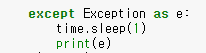 except Exception as e:
    time.sleep(1)
    print(e)